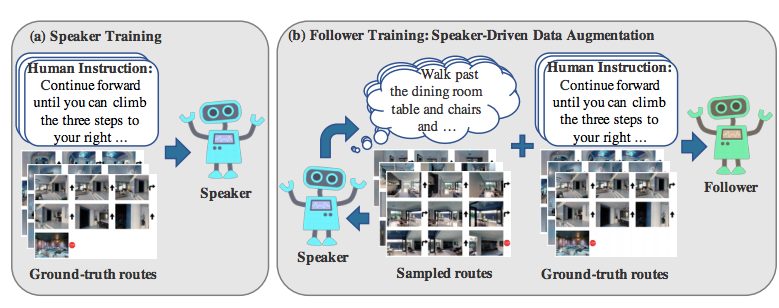 (a) Speaker Training
Human Instruction:
Continue forward
until you can climb
the three steps to
your right ...
Speaker
Ground-truth routes
(b) Follower Training: Speaker-Driven Data Augmentation
Walk past
the dining room
table and chairs
and ...
Speaker
Sampled routes
Human Instruction:
Continue forward
until you can climb
the three steps to
your right ...
Ground-truth routes
Follower